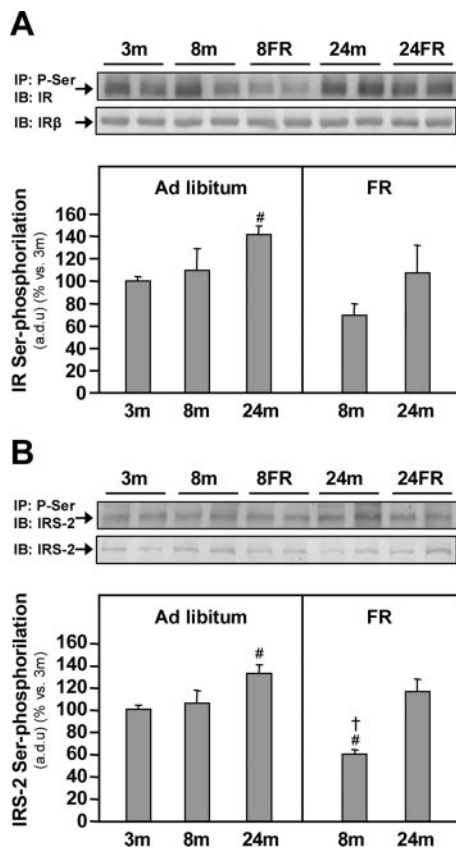 A
3m 8m 8FR 24m 24FR
IP: P-Ser
IB: IR
IB: IRβ
Ad libitum FR
IR Ser-phosphorilation
(a.d.u) (% vs. 3m)
160
140
120
100
80
60
40
20
0
#
3m 8m 24m 8m 24m
B
3m 8m 8FR 24m 24FR
IP: P-Ser
IB: IRS-2
IB: IRS-2
Ad libitum FR
IRS-2 Ser-phosphorilation
(a.d.u) (% vs. 3m)
160
140
120
100
80
60
40
20
0
#
†
#
3m 8m 24m 8m 24m